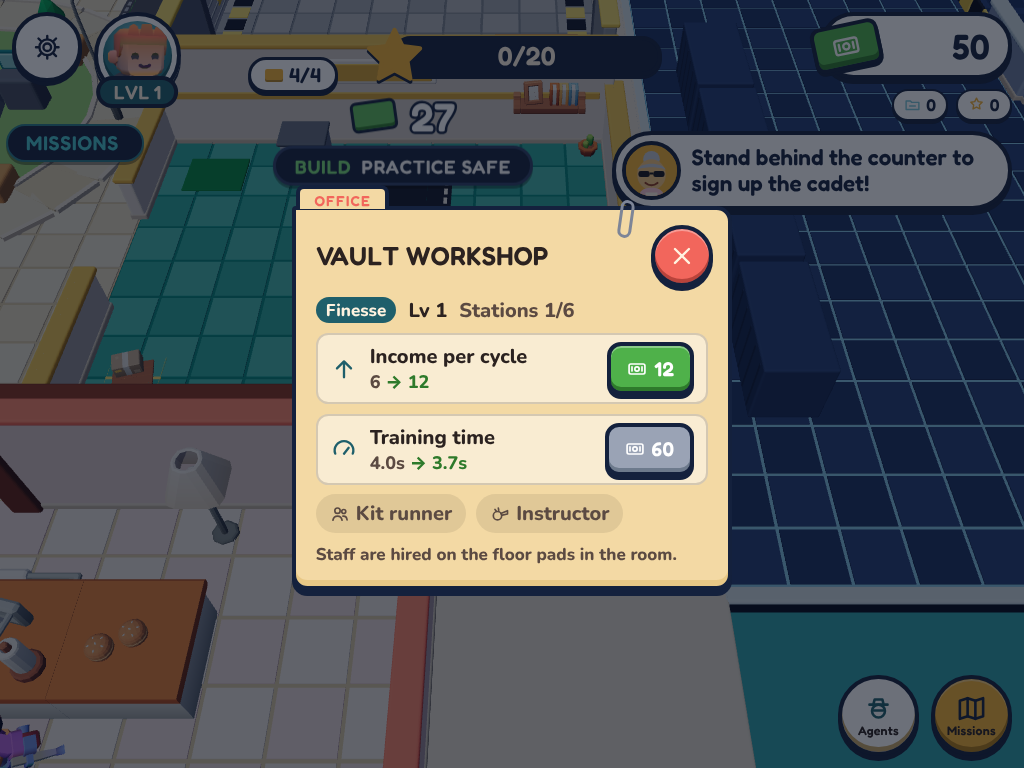 LVL 1
4/4
0/20
50
0
0
27
MISSIONS
BUILD PRACTICE SAFE
Stand behind the counter to
sign up the cadet!
OFFICE
VAULT WORKSHOP
Finesse Lv 1 Stations 1/6
Income per cycle
6 → 12
12
Training time
4.0s → 3.7s
60
Kit runner
Instructor
Staff are hired on the floor pads in the room.
Agents
Missions